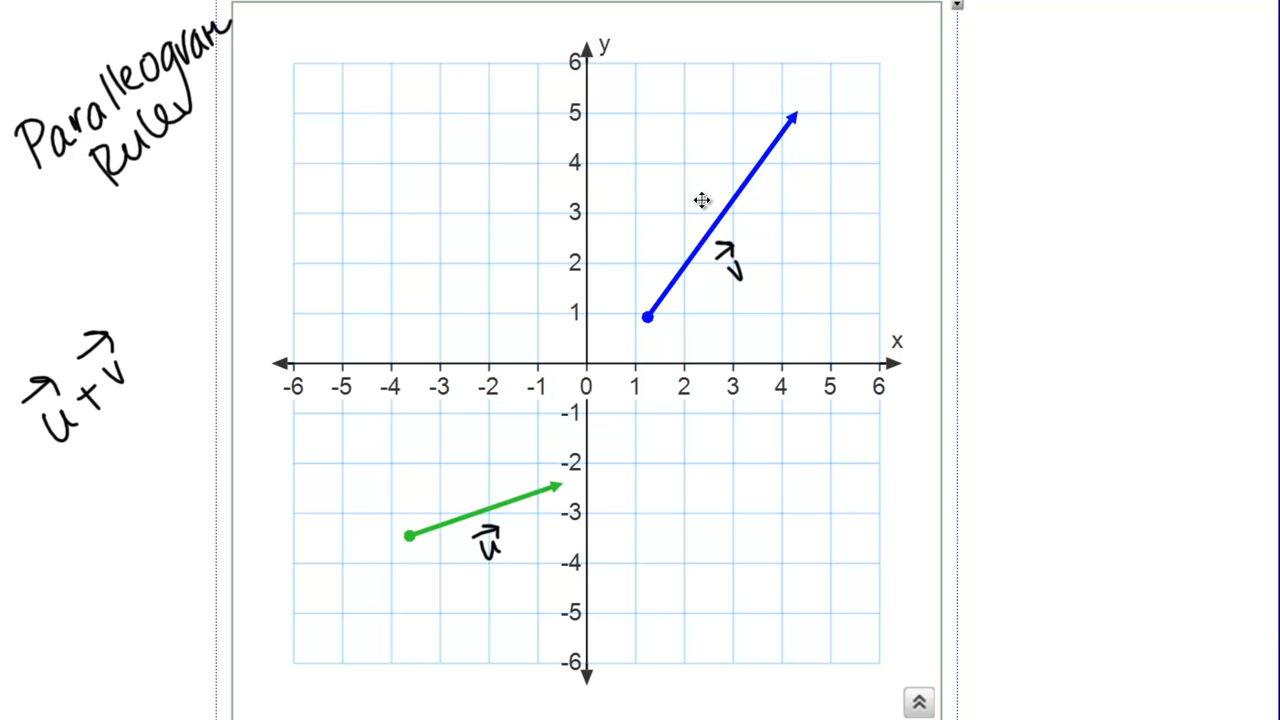 Paralleogram
Rule
u + v
y
6
5
4
3
2
1
x
-6 -5 -4 -3 -2 -1 0 1 2 3 4 5 6
-1
-2
-3
-4
-5
-6
v
u